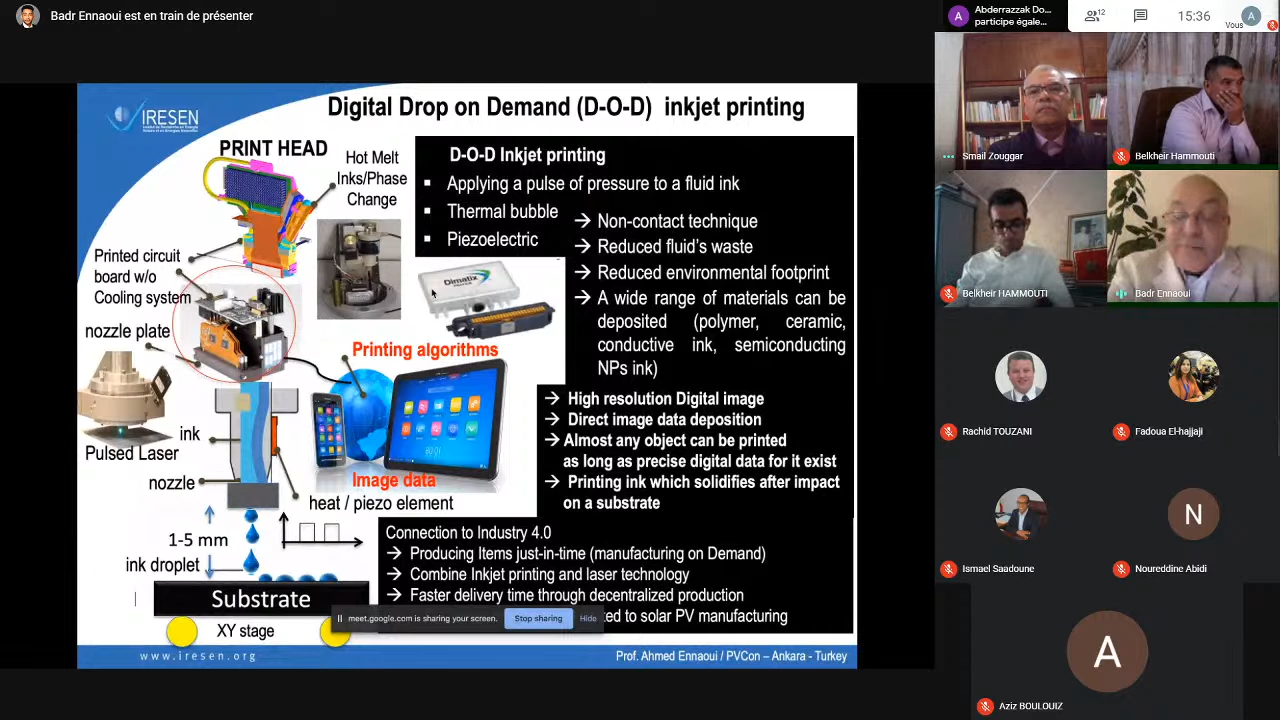 Badr Ennaoui est en train de présenter
Abderrazzak Do...
participe égale...
12
15:36
Vous
A
A
IRESEN
Digital Drop on Demand (D-O-D) inkjet printing
PRINT HEAD
Hot Melt
Inks/Phase
Change
D-O-D Inkjet printing
▪ Applying a pulse of pressure to a fluid ink
▪ Thermal bubble
▪ Piezoelectric
→ Non-contact technique
→ Reduced fluid's waste
→ Reduced environmental footprint
→ A wide range of materials can be
deposited (polymer, ceramic,
conductive ink, semiconducting
NPs ink)
Printed circuit
board w/o
Cooling system
nozzle plate
Dimatix
Printing algorithms
→ High resolution Digital image
→ Direct image data deposition
→ Almost any object can be printed
as long as precise digital data for it exist
→ Printing ink which solidifies after impact
on a substrate
ink
Pulsed Laser
nozzle
Image data
heat / piezo element
1-5 mm
ink droplet
Substrate
XY stage
Connection to Industry 4.0
→ Producing Items just-in-time (manufacturing on Demand)
→ Combine Inkjet printing and laser technology
→ Faster delivery time through decentralized production
ted to solar PV manufacturing
meet.google.com is sharing your screen.
Stop sharing
Hide
www.iresen.org
Prof. Ahmed Ennaoui / PVCon – Ankara - Turkey
Smail Zouggar
Belkheir Hammouti
Belkheir HAMMOUTI
Badr Ennaoui
Rachid TOUZANI
Fadoua El-hajjaji
N
Ismael Saadoune
Noureddine Abidi
A
Aziz BOULOUIZ